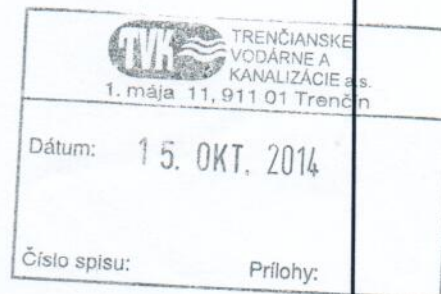 TVK
TRENČIANSKE
VODÁRNE A
KANALIZÁCIE a.s.
1. mája 11, 911 01 Trenčín
Dátum: 15. OKT. 2014
Číslo spisu: Prílohy: